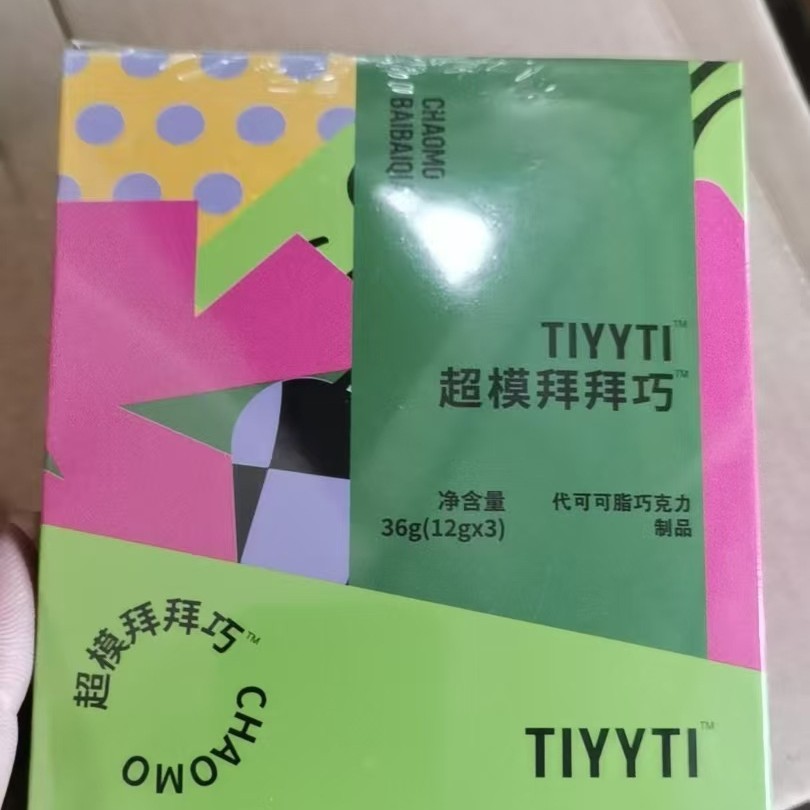 CHAOMO
BAIBAIQI
TIYYTI™
超模拜拜巧™
净含量
36g(12gx3)
代可可脂巧克力
制品
超模拜拜巧™
CHAOMO
TIYYTI™